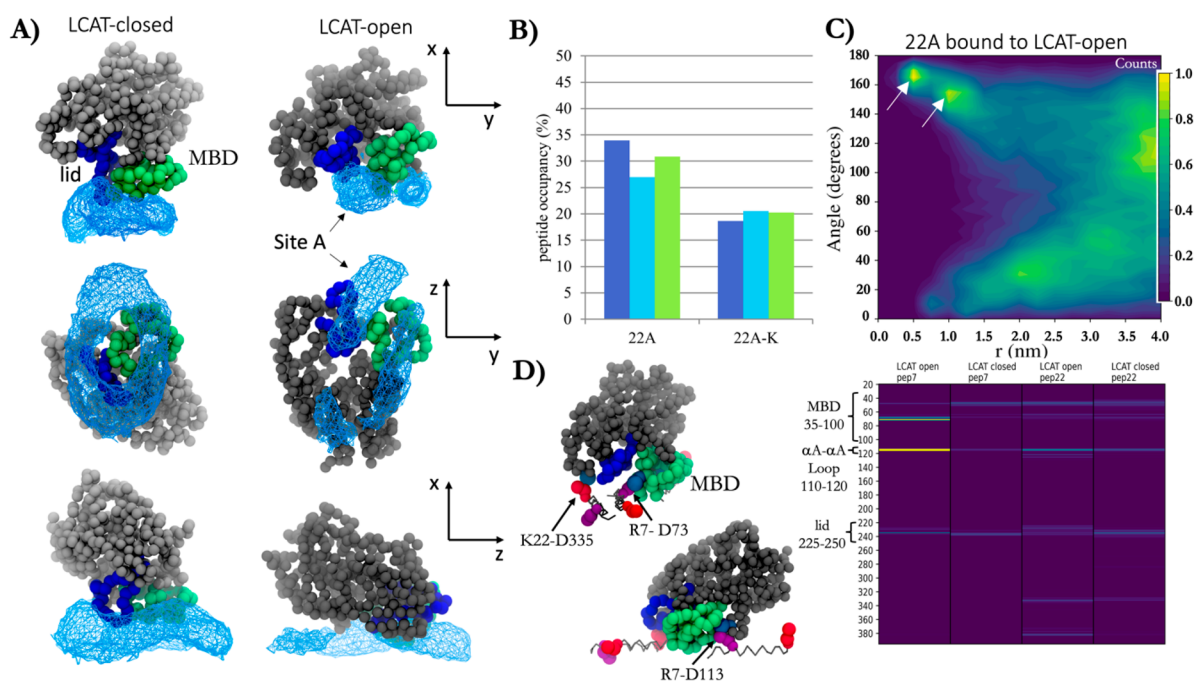 A)
LCAT-closed
LCAT-open
lid
MBD
Site A
x
y
z
y
x
z
B)
peptide occupancy (%)
50
45
40
35
30
25
20
15
10
5
0
22A
22A-K
C)
22A bound to LCAT-open
Counts
Angle (degrees)
180
160
140
120
100
80
60
40
20
0
0.0 0.5 1.0 1.5 2.0 2.5 3.0 3.5 4.0
r (nm)
1.0
0.8
0.6
0.4
0.2
0.0
D)
MBD
K22-D335
R7- D73
R7-D113
LCAT open pep7
LCAT closed pep7
LCAT open pep22
LCAT closed pep22
MBD
35-100
αA-αA
Loop
110-120
lid
225-250
20
40
60
80
100
120
140
160
180
200
220
240
260
280
300
320
340
360
380